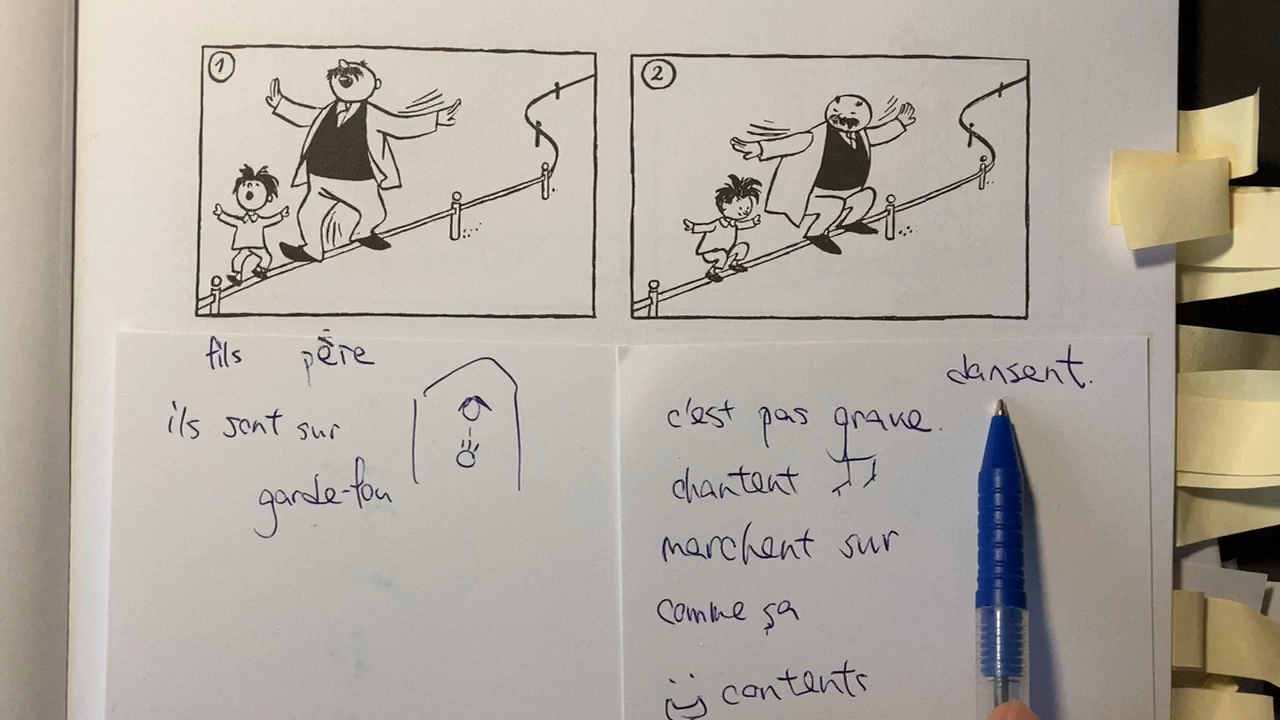 1
2
fils père
ils sont sur
garde-fou
dansent.
c'est pas grave.
chantent
marchent sur
comme ça
contents